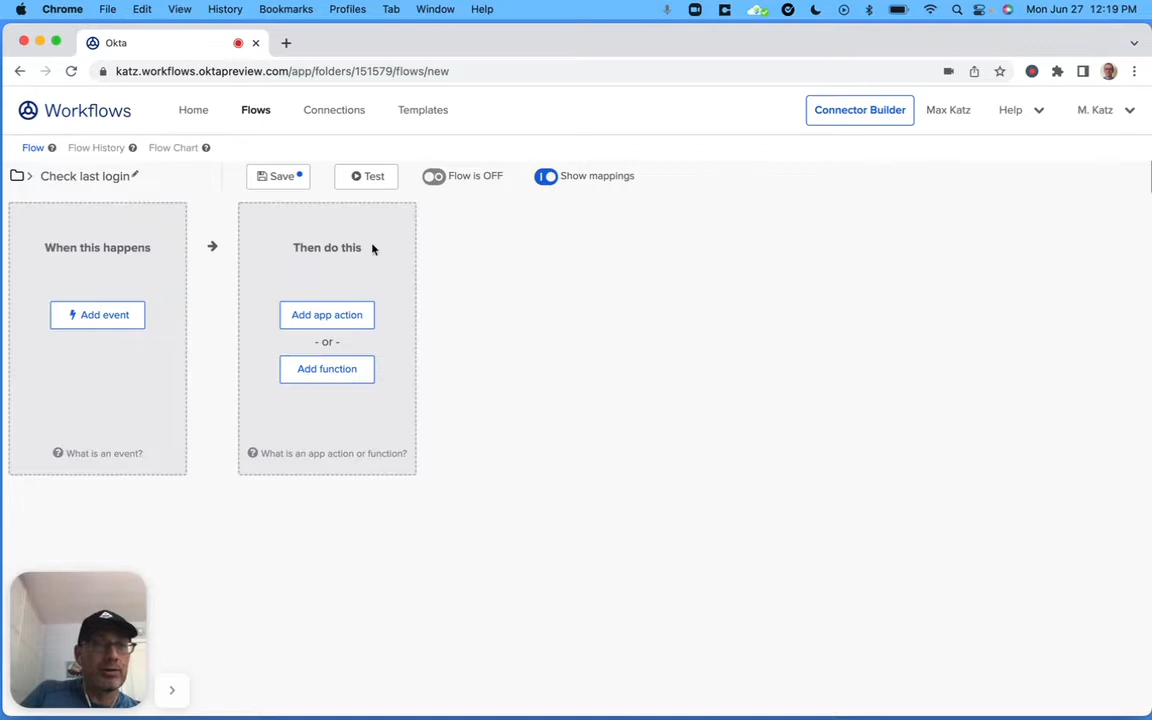 Chrome File Edit View History Bookmarks Profiles Tab Window Help Mon Jun 27 12:19 PM
Okta
katz.workflows.oktapreview.com/app/folders/151579/flows/new
Workflows Home Flows Connections Templates Connector Builder Max Katz Help M. Katz
Flow Flow History Flow Chart
Check last login Save Test Flow is OFF Show mappings
When this happens
Then do this
Add event
Add app action
- or -
Add function
What is an event?
What is an app action or function?